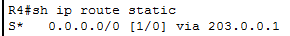 R4#sh ip route static
S*   0.0.0.0/0 [1/0] via 203.0.0.1